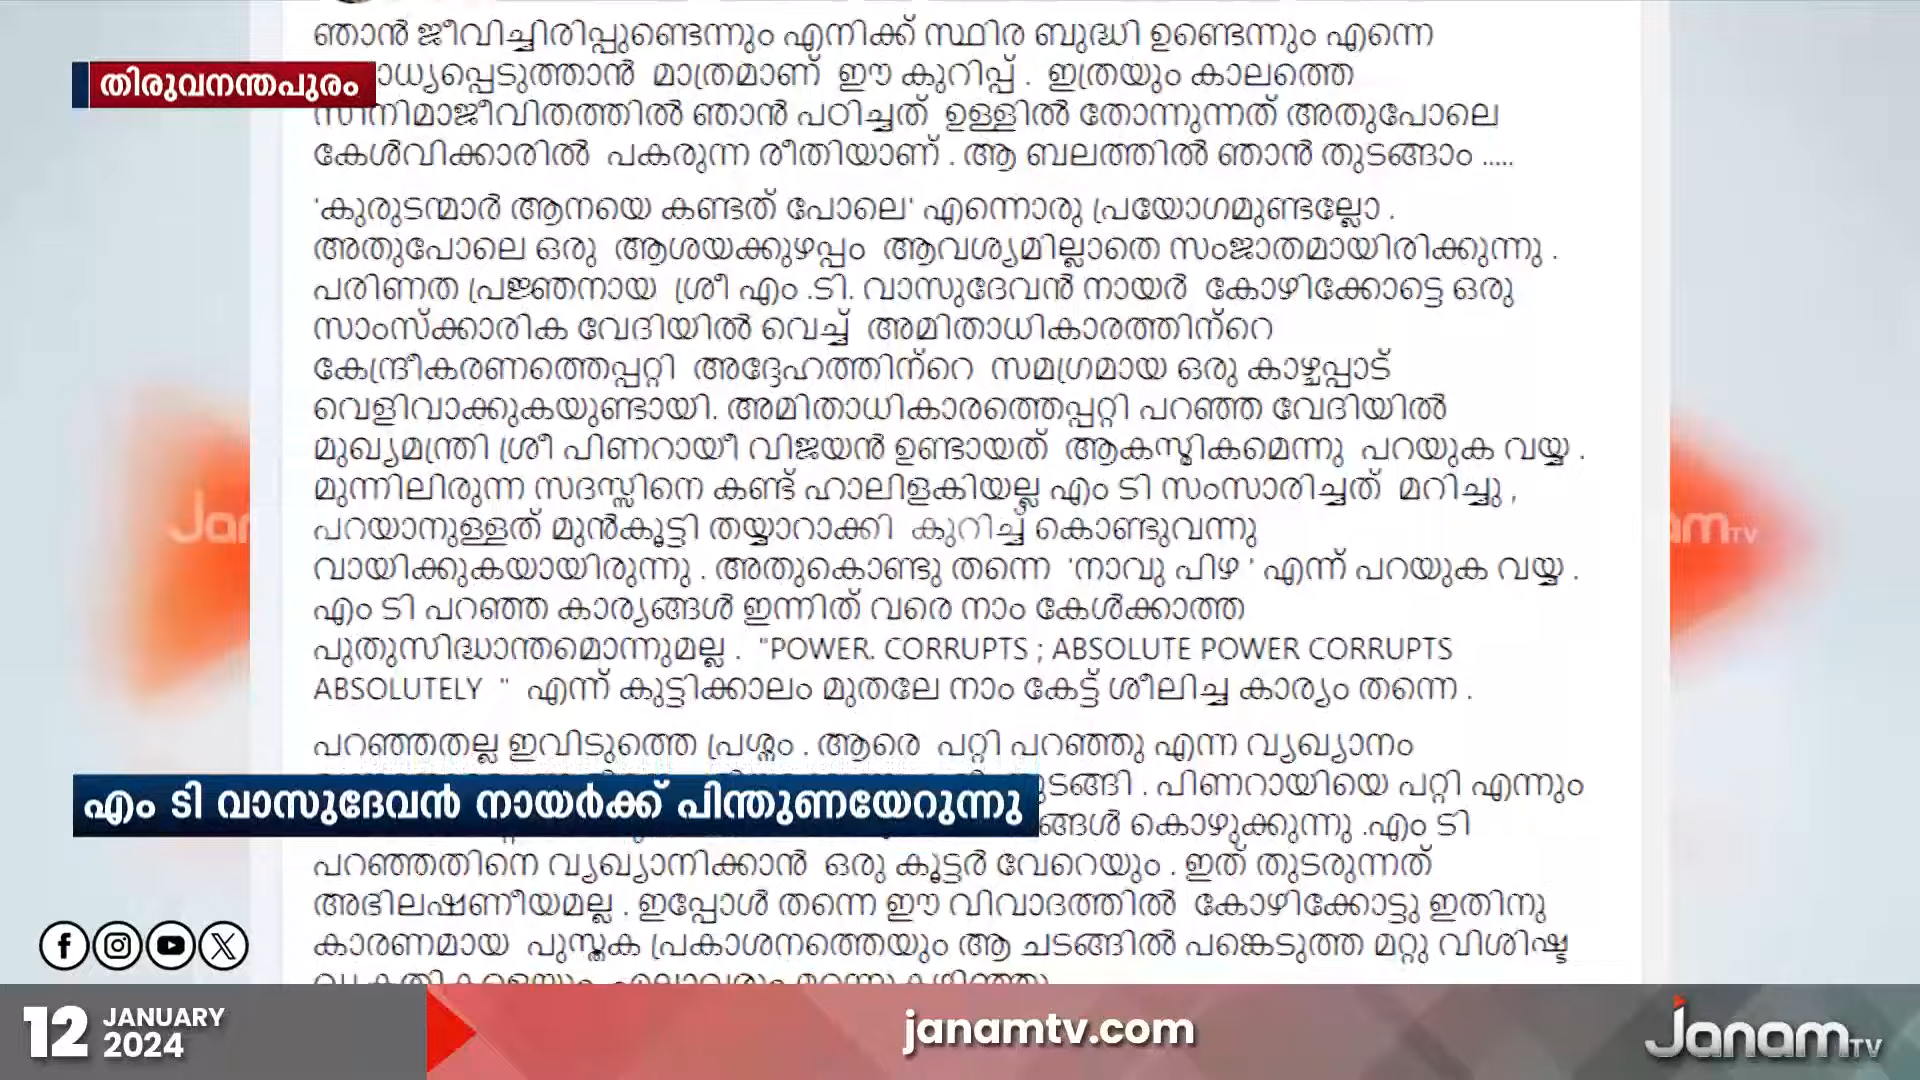 ഞാൻ ജീവിച്ചിരിപ്പുണ്ടെന്നും എനിക്ക് സ്ഥിര ബുദ്ധി ഉണ്ടെന്നും എന്നെ
തിരുവനന്തപുരം
മാത്രമാണ് ഈ കുറിപ്പ് . ഇത്രയും കാലത്തെ
സിനിമാജീവിതത്തിൽ ഞാൻ പഠിച്ചത് ഉള്ളിൽ തോന്നുന്നത് അതുപോലെ
കേൾവിക്കാരിൽ പകരുന്ന രീതിയാണ് . ആ ബലത്തിൽ ഞാൻ തുടങ്ങാം .....
'കുരുടന്മാർ ആനയെ കണ്ടത് പോലെ' എന്നൊരു പ്രയോഗമുണ്ടല്ലോ .
അതുപോലെ ഒരു ആശയക്കുഴപ്പം ആവശ്യമില്ലാതെ സംജാതമായിരിക്കുന്നു .
പരിണത പ്രജ്ഞനായ ശ്രീ എം .ടി. വാസുദേവൻ നായർ കോഴിക്കോട്ടെ ഒരു
സാംസ്ക്കാരിക വേദിയിൽ വെച്ച് അമിതാധികാരത്തിന്റെ
കേന്ദ്രീകരണത്തെപ്പറ്റി അദ്ദേഹത്തിന്റെ സമഗ്രമായ ഒരു കാഴ്ചപ്പാട്
വെളിവാക്കുകയുണ്ടായി. അമിതാധികാരത്തെപ്പറ്റി പറഞ്ഞ വേദിയിൽ
മുഖ്യമന്ത്രി ശ്രീ പിണറായീ വിജയൻ ഉണ്ടായത് ആകസ്മികമെന്നു പറയുക വയ്യ .
മുന്നിലിരുന്ന സദസ്സിനെ കണ്ട് ഹാലിളകിയല്ല എം ടി സംസാരിച്ചത് മറിച്ചു ,
പറയാനുള്ളത് മുൻകൂട്ടി തയ്യാറാക്കി കുറിച്ച് കൊണ്ടുവന്നു
വായിക്കുകയായിരുന്നു . അതുകൊണ്ടു തന്നെ 'നാവു പിഴ ' എന്ന് പറയുക വയ്യ .
എം ടി പറഞ്ഞ കാര്യങ്ങൾ ഇന്നിത് വരെ നാം കേൾക്കാത്ത
പുതുസിദ്ധാന്തമൊന്നുമല്ല . "POWER. CORRUPTS ; ABSOLUTE POWER CORRUPTS
ABSOLUTELY " എന്ന് കുട്ടിക്കാലം മുതലേ നാം കേട്ട് ശീലിച്ച കാര്യം തന്നെ .
പറഞ്ഞതല്ല ഇവിടുത്തെ പ്രശ്നം . ആരെ പറ്റി പറഞ്ഞു എന്ന വ്യഖ്യാനം
പിണറായിയെ പറ്റി എന്നും
എം ടി വാസുദേവൻ നായർക്ക് പിന്തുണയേറുന്നു
കൊഴുക്കുന്നു .എം ടി
പറഞ്ഞതിനെ വ്യഖ്യാനിക്കാൻ ഒരു കൂട്ടർ വേറെയും . ഇത് തുടരുന്നത്
അഭിലഷണീയമല്ല . ഇപ്പോൾ തന്നെ ഈ വിവാദത്തിൽ കോഴിക്കോട്ടു ഇതിനു
കാരണമായ പുസ്തക പ്രകാശനത്തെയും ആ ചടങ്ങിൽ പങ്കെടുത്ത മറ്റു വിശിഷ്ട
12 JANUARY
2024
janamtv.com
Janam TV